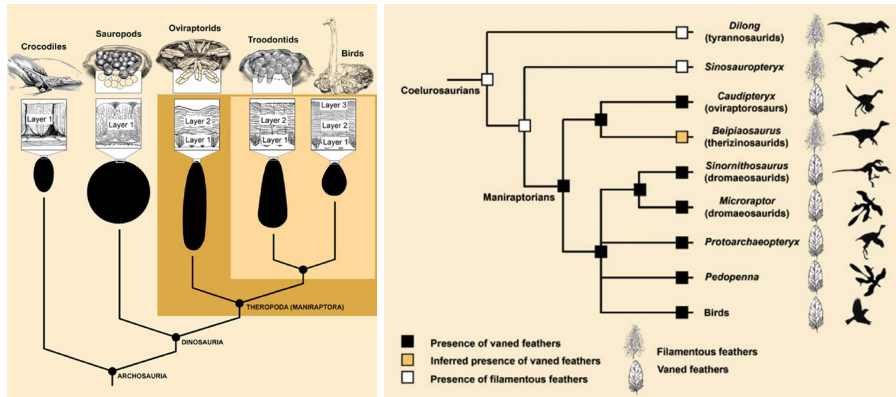 Crocodiles
Sauropods
Oviraptorids
Troodontids
Birds
Layer 1
Layer 1
Layer 2
Layer 1
Layer 2
Layer 1
Layer 3
Layer 2
Layer 1
THEROPODA (MANIRAPTORA)
DINOSAURIA
ARCHOSAURIA
Coelurosaurians
Maniraptorians
Dilong
(tyrannosaurids)
Sinosauropteryx
Caudipteryx
(oviraptorosaurs)
Beipiaosaurus
(therizinosaurids)
Sinornithosaurus
(dromaeosaurids)
Microraptor
(dromaeosaurids)
Protoarchaeopteryx
Pedopenna
Birds
Presence of vaned feathers
Inferred presence of vaned feathers
Presence of filamentous feathers
Filamentous feathers
Vaned feathers